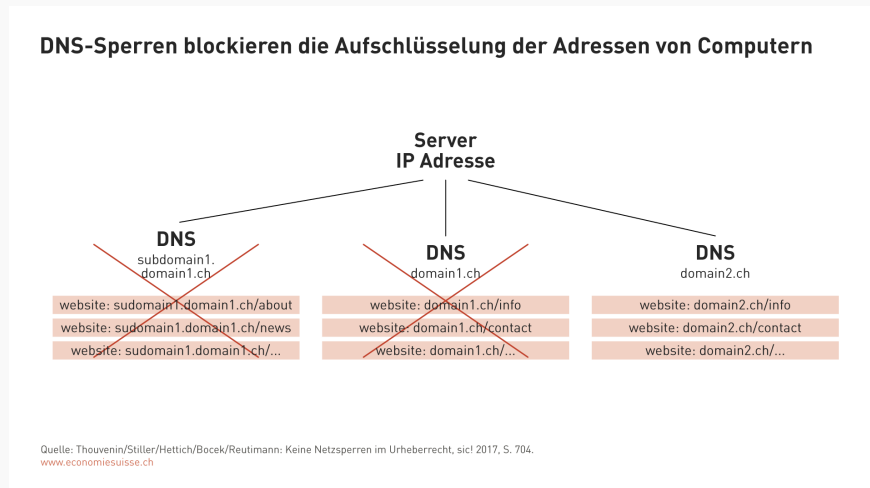 DNS-Sperren blockieren die Aufschlüsselung der Adressen von Computern
Server
IP Adresse
DNS
subdomain1.
domain1.ch
website: sudomain1.domain1.ch/about
website: sudomain1.domain1.ch/news
website: sudomain1.domain1.ch/...
DNS
domain1.ch
website: domain1.ch/info
website: domain1.ch/contact
website: domain1.ch/...
DNS
domain2.ch
website: domain2.ch/info
website: domain2.ch/contact
website: domain2.ch/...
Quelle: Thouvenin/Stiller/Hettich/Bocek/Reutimann: Keine Netzsperren im Urheberrecht, sic! 2017, S. 704.
www.economiesuisse.ch